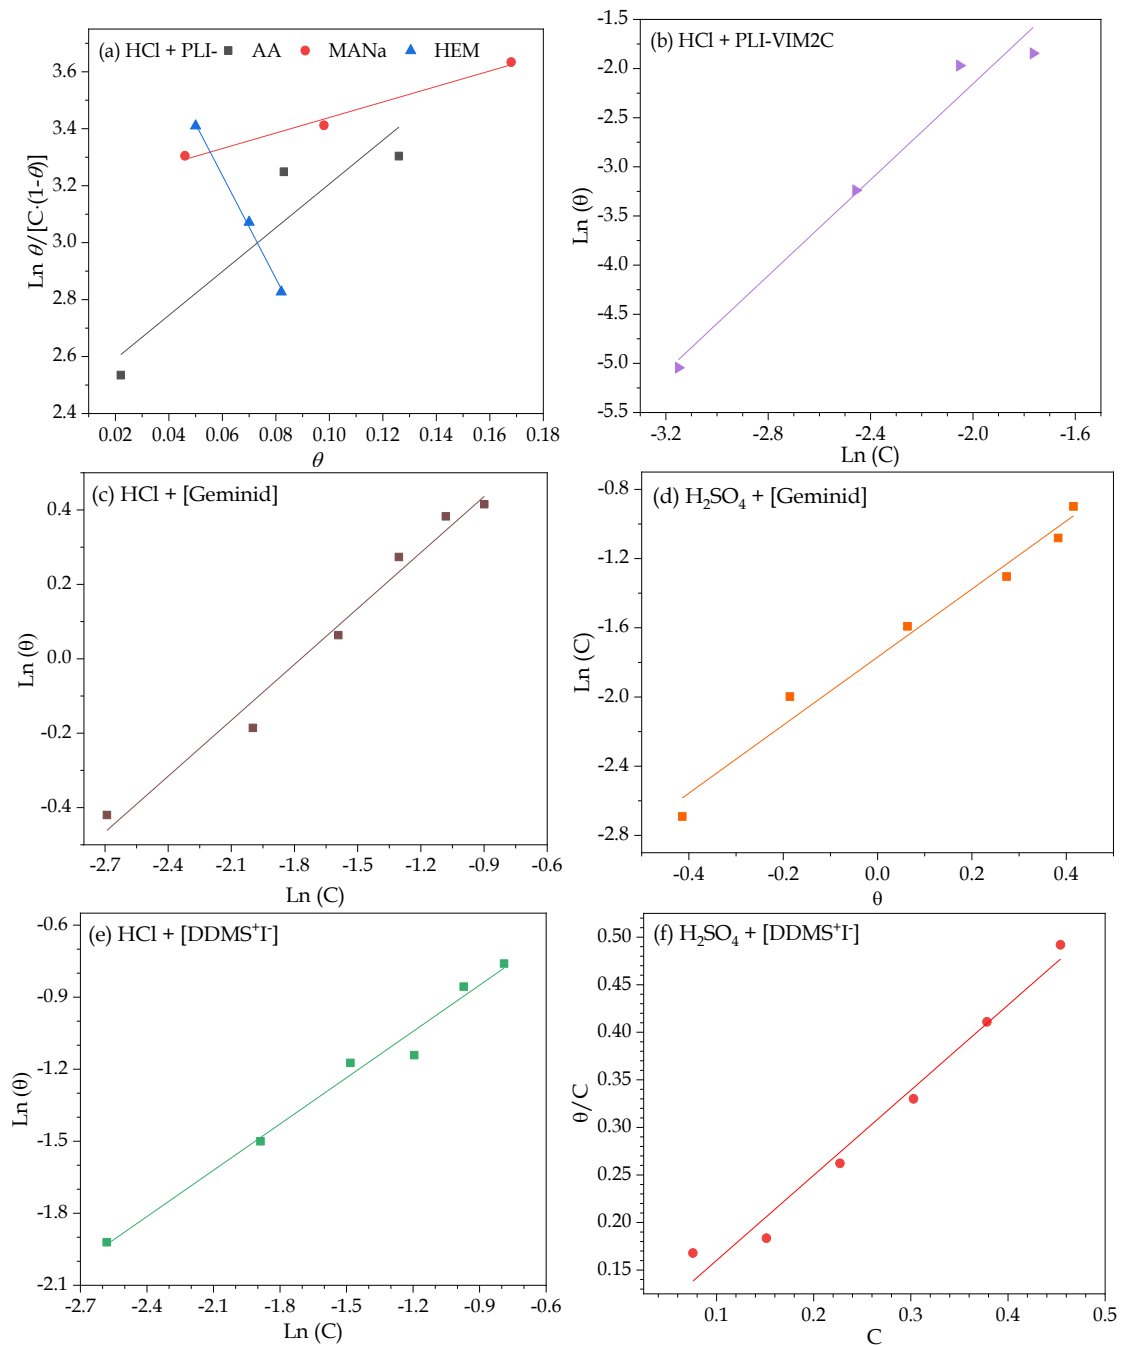 (a) HCl + PLI- AA MANa HEM
3.6
3.4
3.2
3.0
2.8
2.6
2.4
Ln θ/[C·(1-θ)]
0.02 0.04 0.06 0.08 0.10 0.12 0.14 0.16 0.18
θ
(b) HCl + PLI-VIM2C
-1.5
-2.0
-2.5
-3.0
-3.5
-4.0
-4.5
-5.0
-5.5
Ln (θ)
-3.2 -2.8 -2.4 -2.0 -1.6
Ln (C)
(c) HCl + [Geminid]
0.4
0.2
0.0
-0.2
-0.4
Ln (θ)
-2.7 -2.4 -2.1 -1.8 -1.5 -1.2 -0.9 -0.6
Ln (C)
(d) H₂SO₄ + [Geminid]
-0.8
-1.2
-1.6
-2.0
-2.4
-2.8
Ln (C)
-0.4 -0.2 0.0 0.2 0.4
θ
(e) HCl + [DDMS⁺I⁻]
-0.6
-0.9
-1.2
-1.5
-1.8
-2.1
Ln (θ)
-2.7 -2.4 -2.1 -1.8 -1.5 -1.2 -0.9 -0.6
Ln (C)
(f) H₂SO₄ + [DDMS⁺I⁻]
0.50
0.45
0.40
0.35
0.30
0.25
0.20
0.15
θ/C
0.1 0.2 0.3 0.4 0.5
C